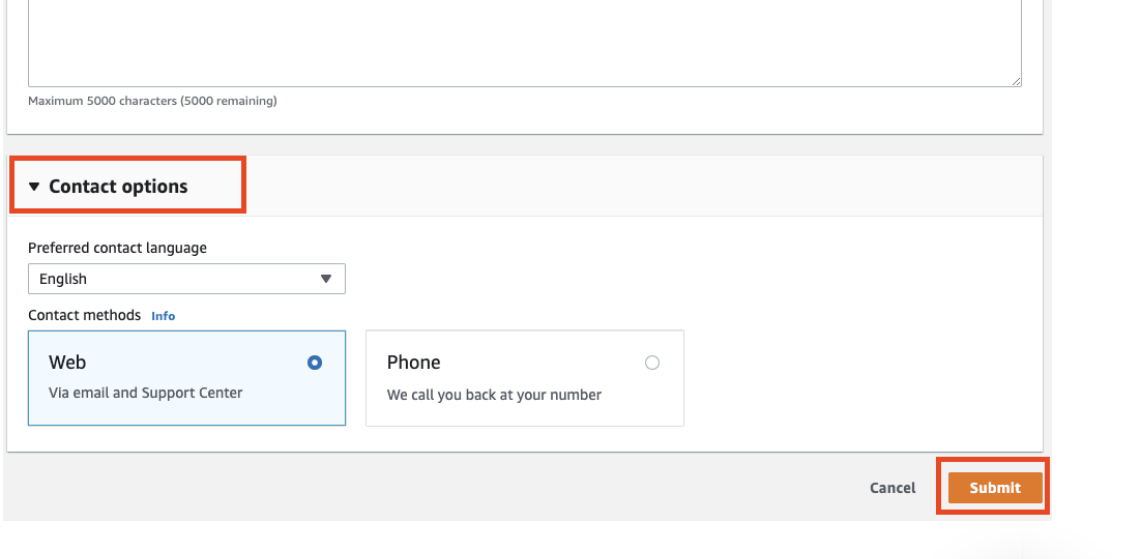 Maximum 5000 characters (5000 remaining)
Contact options
Preferred contact language
English
Contact methods Info
Web
Via email and Support Center
Phone
We call you back at your number
Cancel
Submit